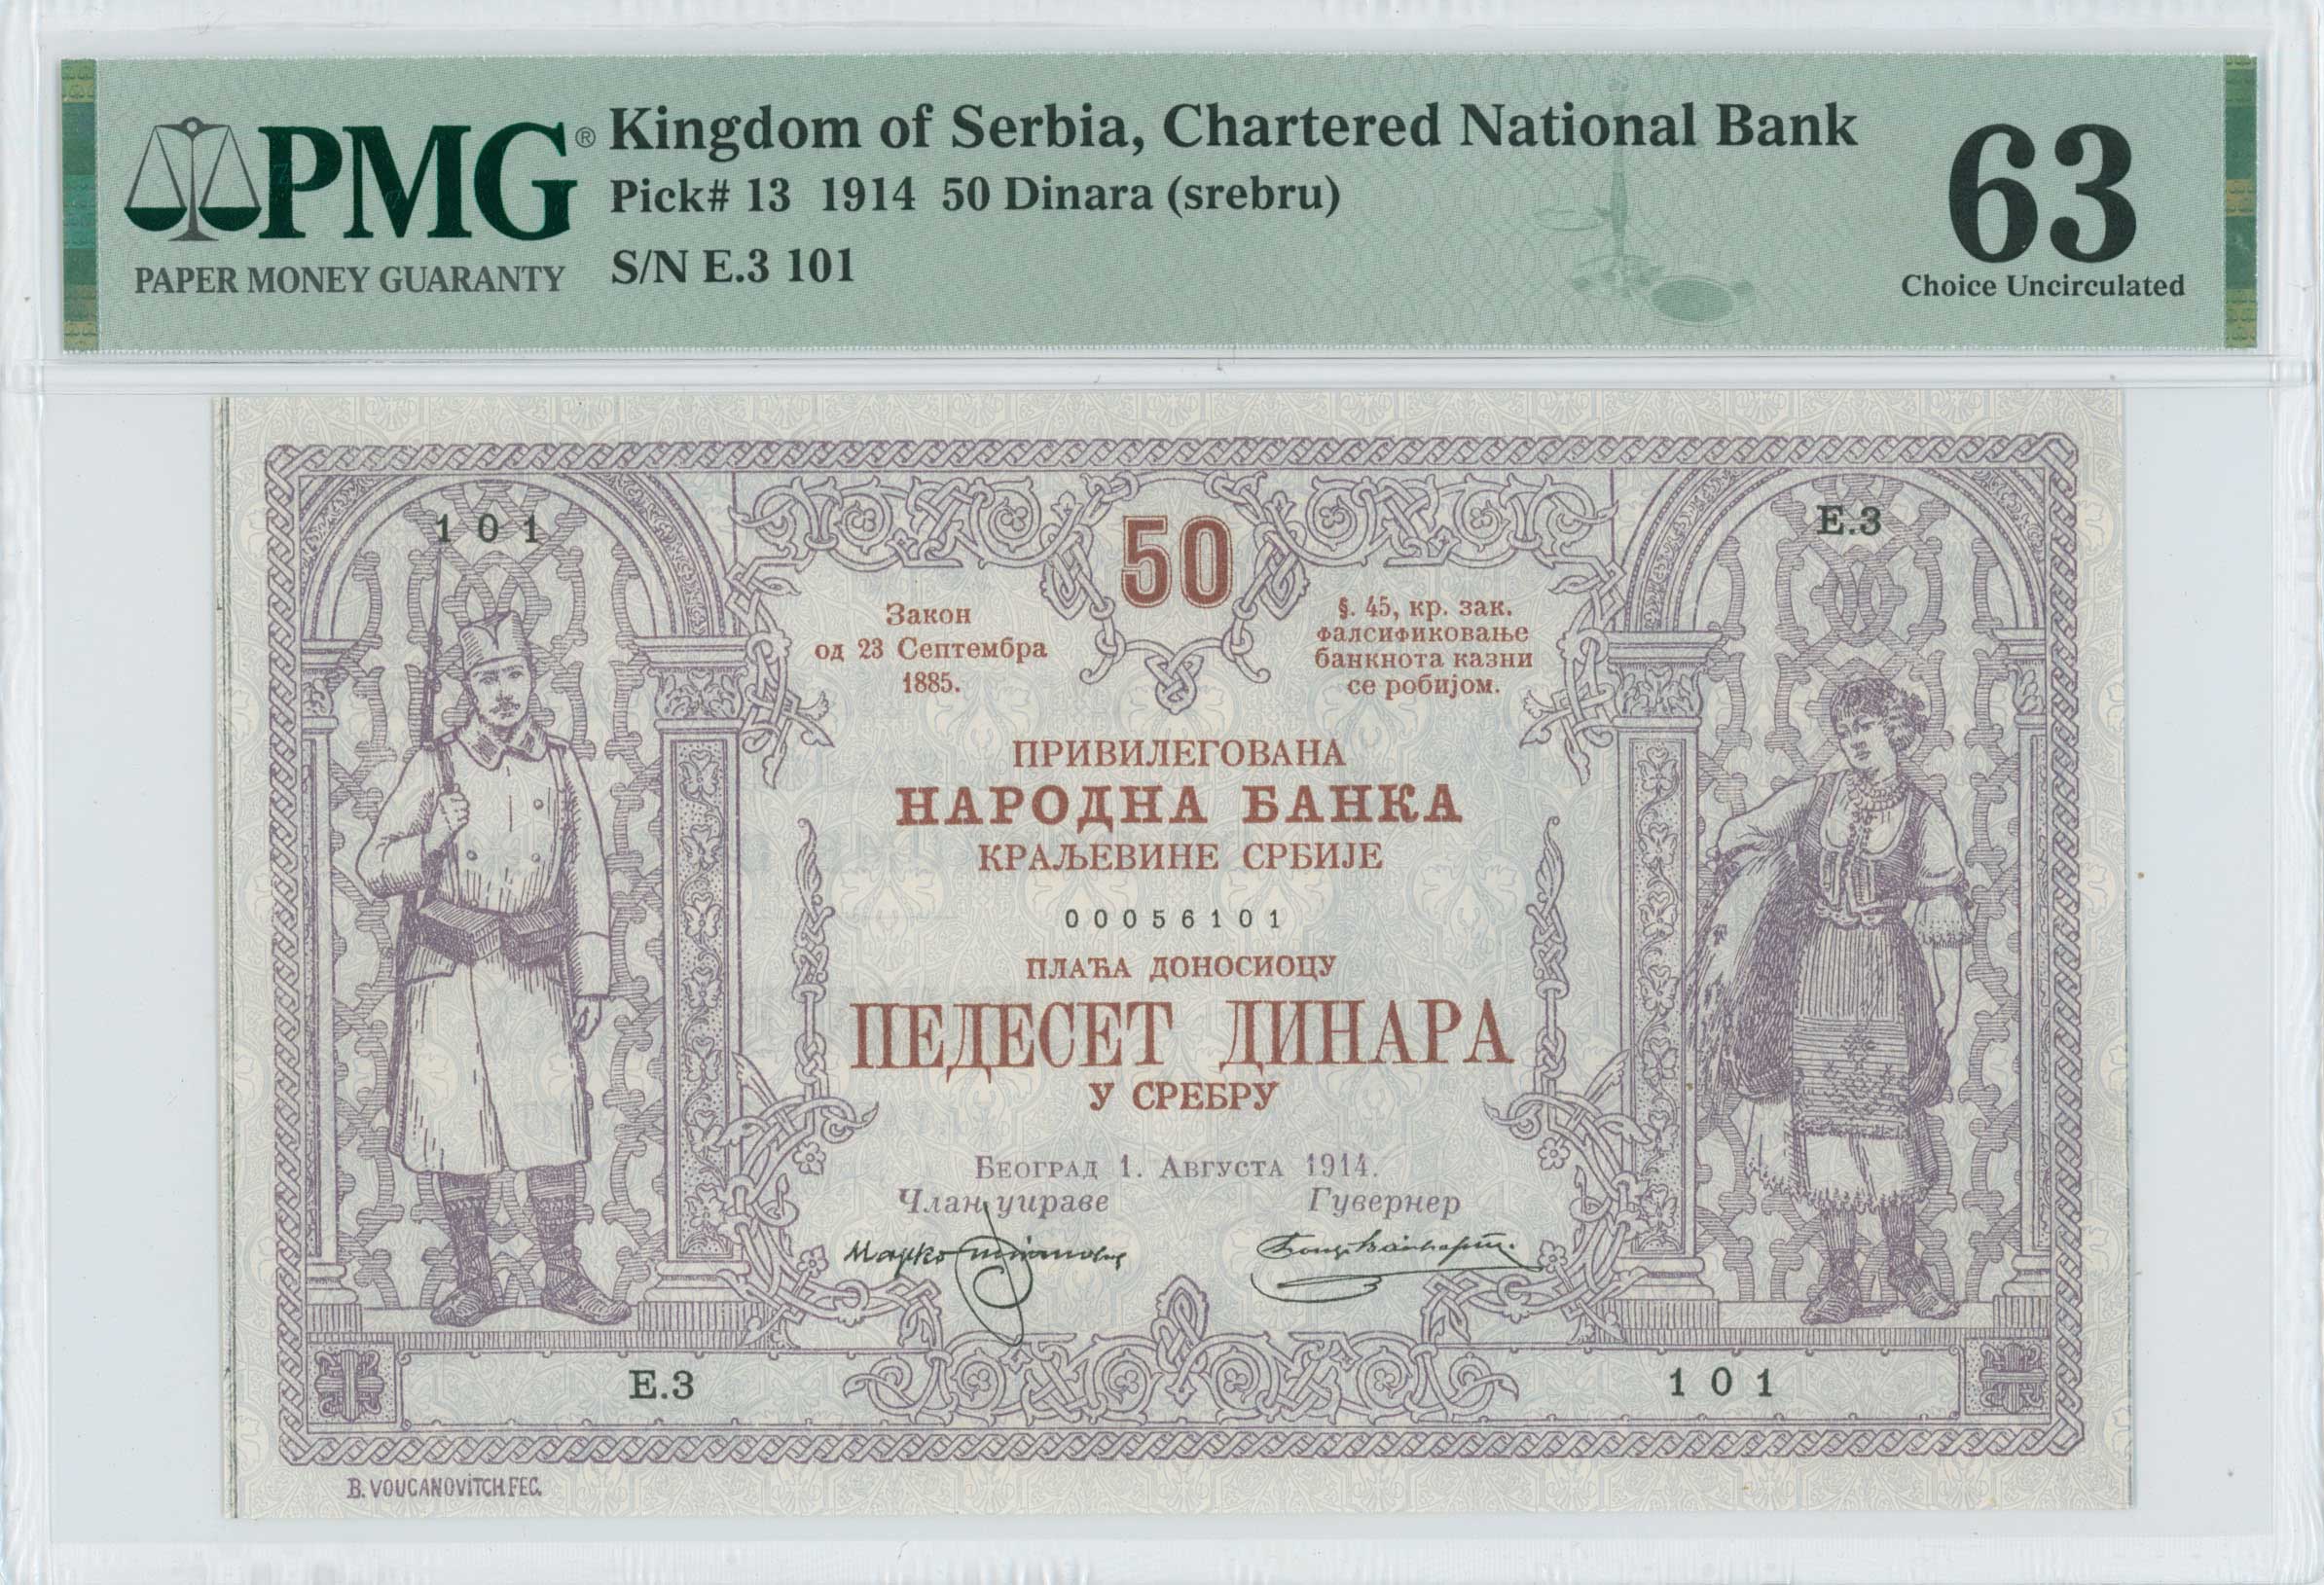 PMG®
PAPER MONEY GUARANTY
Kingdom of Serbia, Chartered National Bank
Pick# 13 1914 50 Dinara (srebru)
S/N E.3 101
63
Choice Uncirculated
101
50
E.3
Закон
од 23 Септембра
1885.
§. 45, кр. зак.
фалсификовање
банкнота казни
се робијом.
ПРИВИЛЕГОВАНА
НАРОДНА БАНКА
КРАЉЕВИНЕ СРБИЈЕ
00056101
ПЛАЋА ДОНОСИОЦУ
ПЕДЕСЕТ ДИНАРА
У СРЕБРУ
БЕОГРАД 1. АВГУСТА 1914.
Члан управе
Гувернер
E.3
101
B. VOUCANOVITCH FEC.